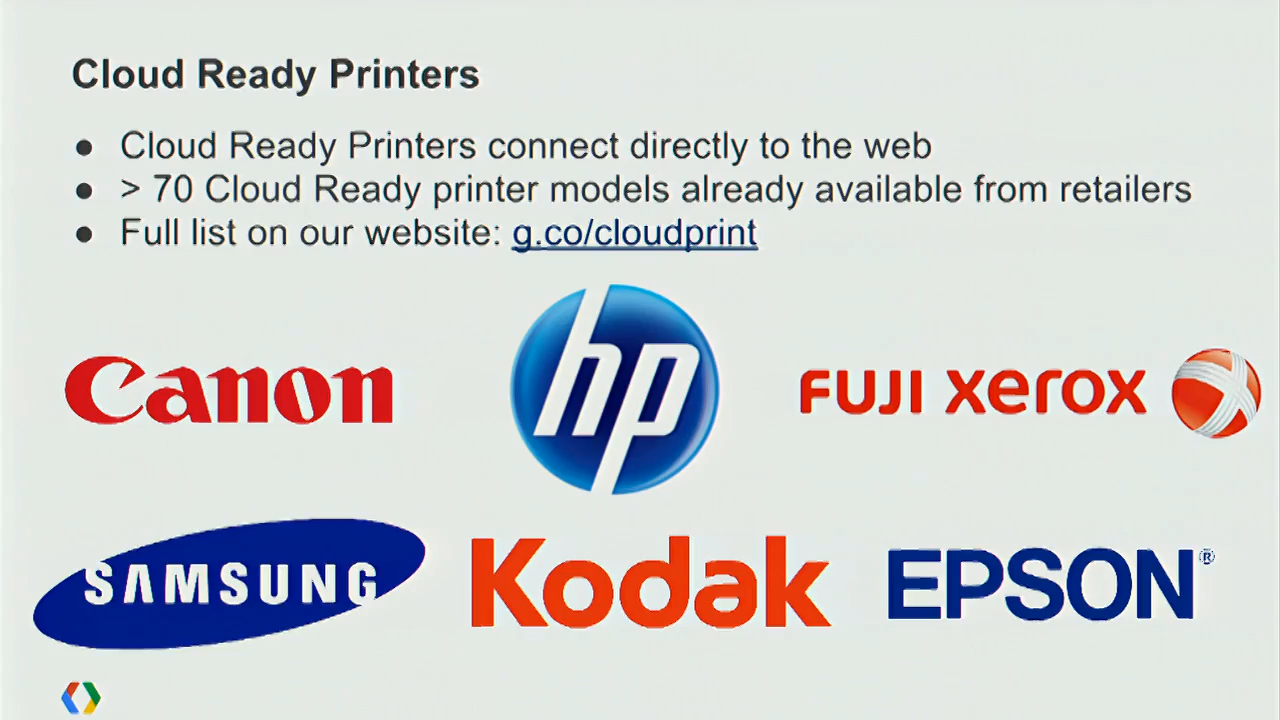 Cloud Ready Printers
● Cloud Ready Printers connect directly to the web
● > 70 Cloud Ready printer models already available from retailers
● Full list on our website: g.co/cloudprint
Canon
hp
FUJI xerox
SAMSUNG
Kodak
EPSON®